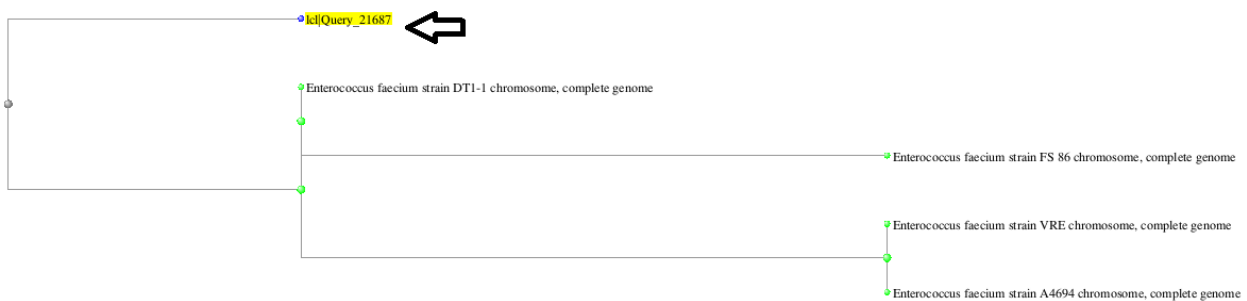 lcl|Query_21687
Enterococcus faecium strain DT1-1 chromosome, complete genome
Enterococcus faecium strain FS 86 chromosome, complete genome
Enterococcus faecium strain VRE chromosome, complete genome
Enterococcus faecium strain A4694 chromosome, complete genome